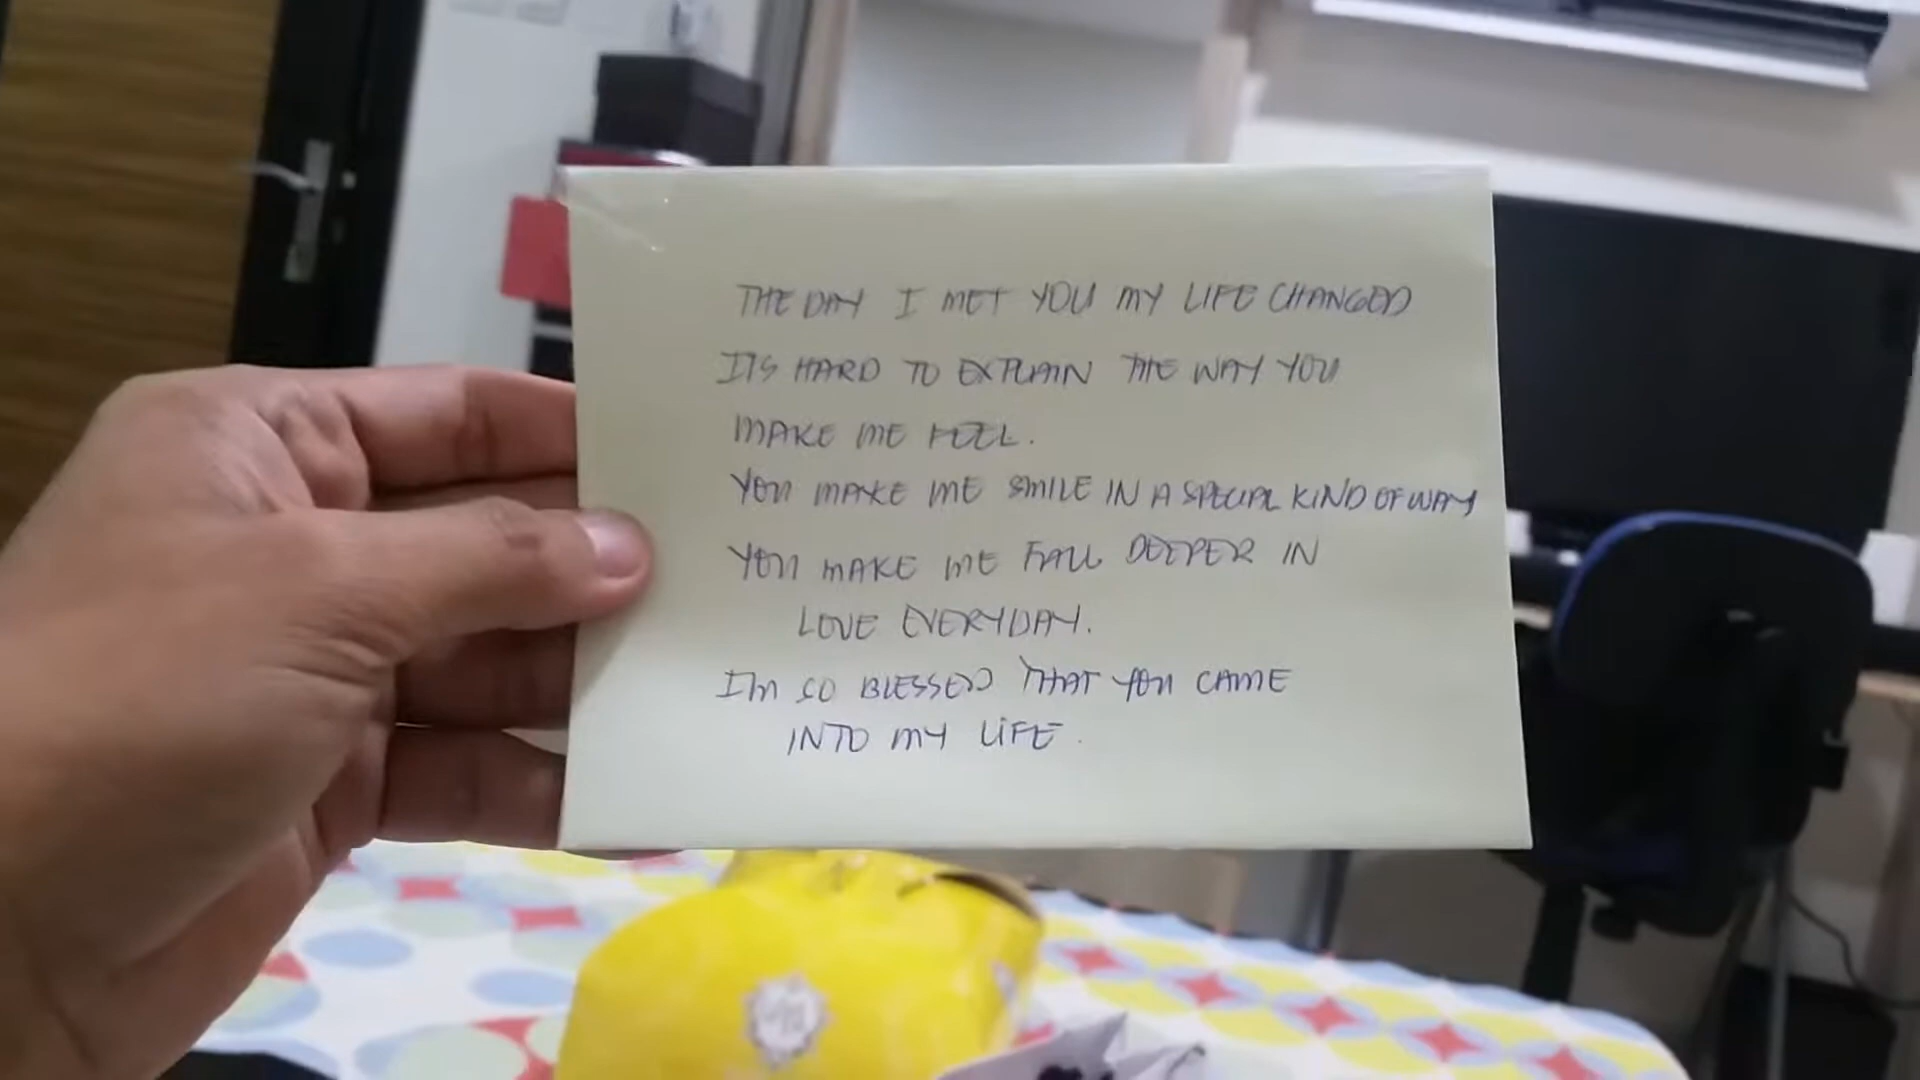 THE DAY I MET YOU MY LIFE CHANGED
ITS HARD TO EXPLAIN THE WAY YOU
MAKE ME FEEL.
YOU MAKE ME SMILE IN A SPECIAL KIND OF WAY
YOU MAKE ME FALL DEEPER IN
LOVE EVERYDAY.
I'm SO BLESSED THAT YOU CAME
INTO MY LIFE.